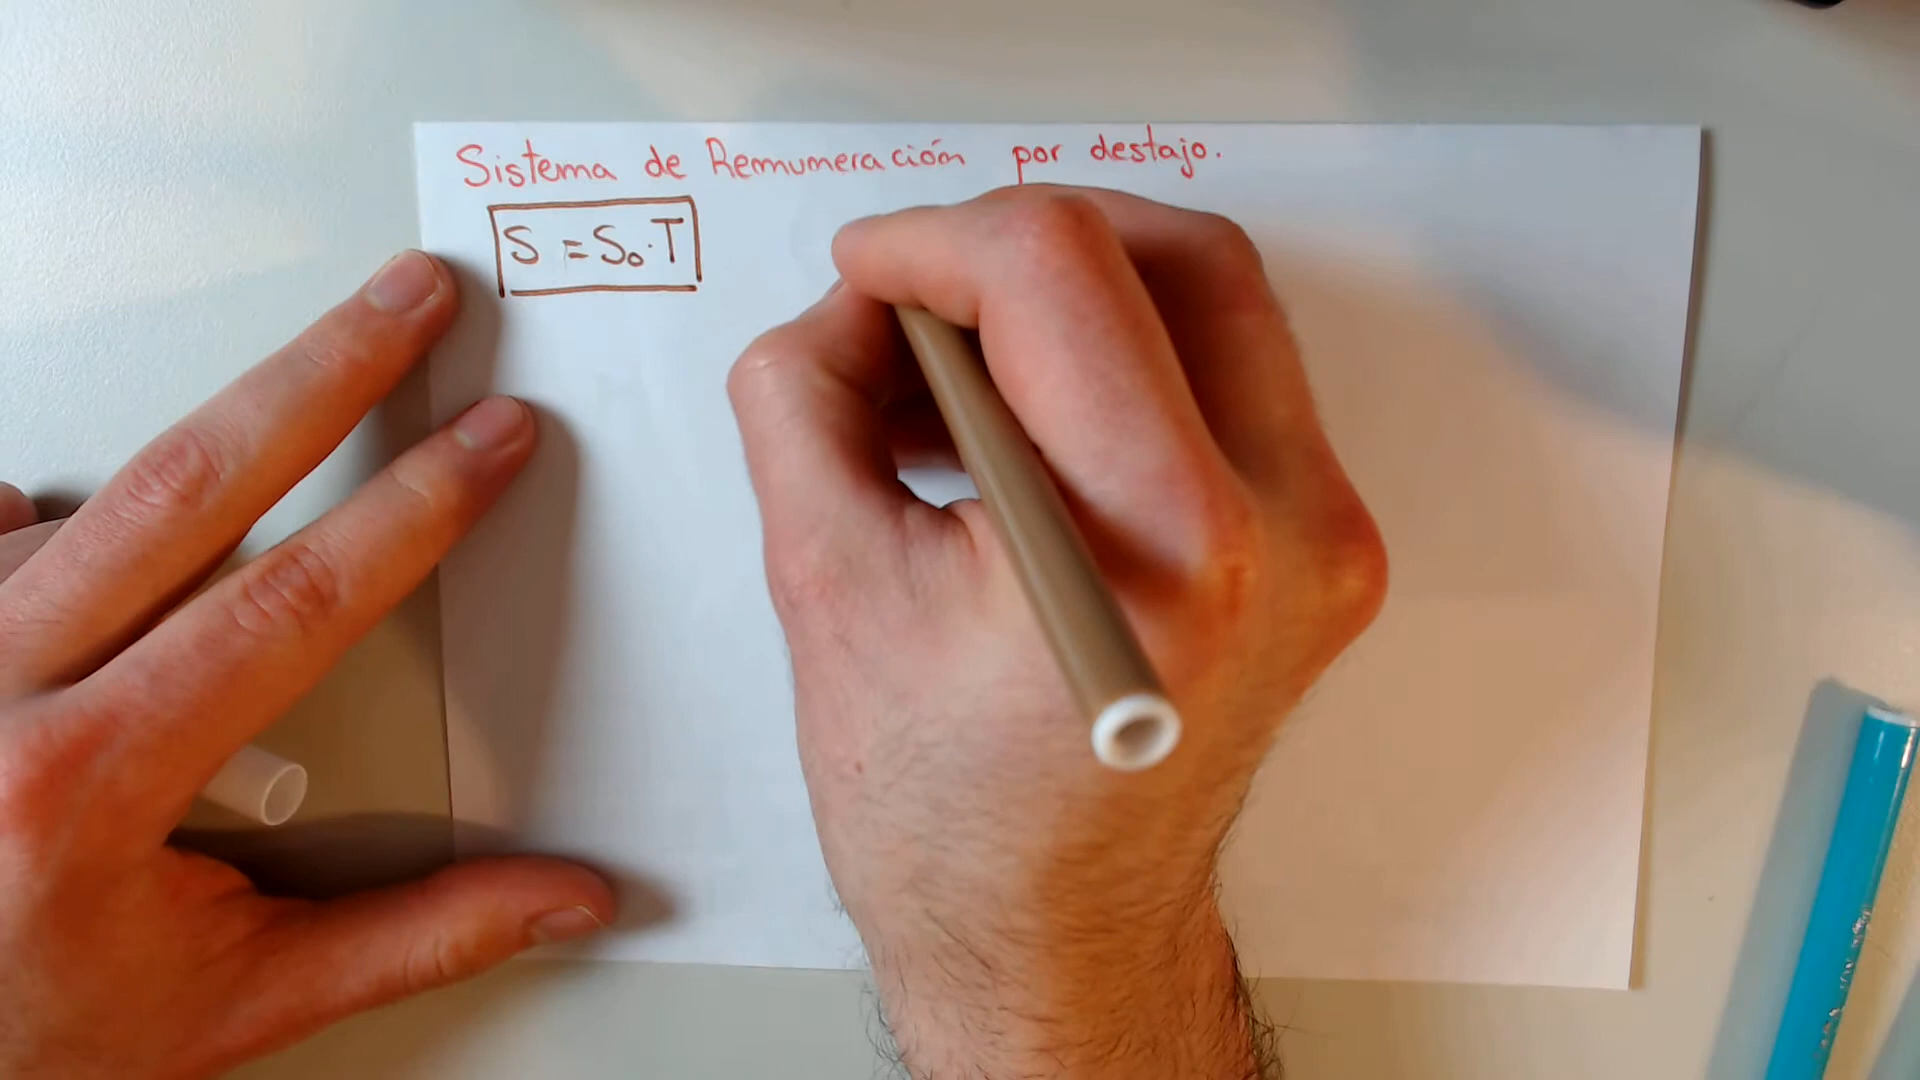 Sistema de Remuneración por destajo.
S = S₀·T